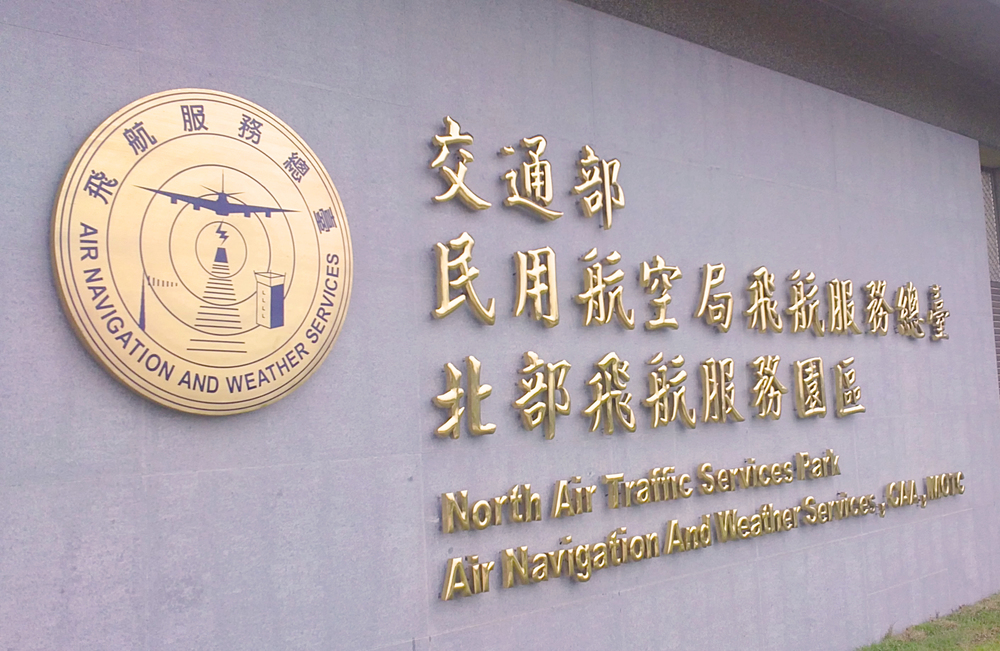 飛航服務總臺
AIR NAVIGATION AND WEATHER SERVICES
交通部
民用航空局飛航服務總臺
北部飛航服務園區
North Air Traffic Services Park
Air Navigation And Weather Services , CAA , MOTC